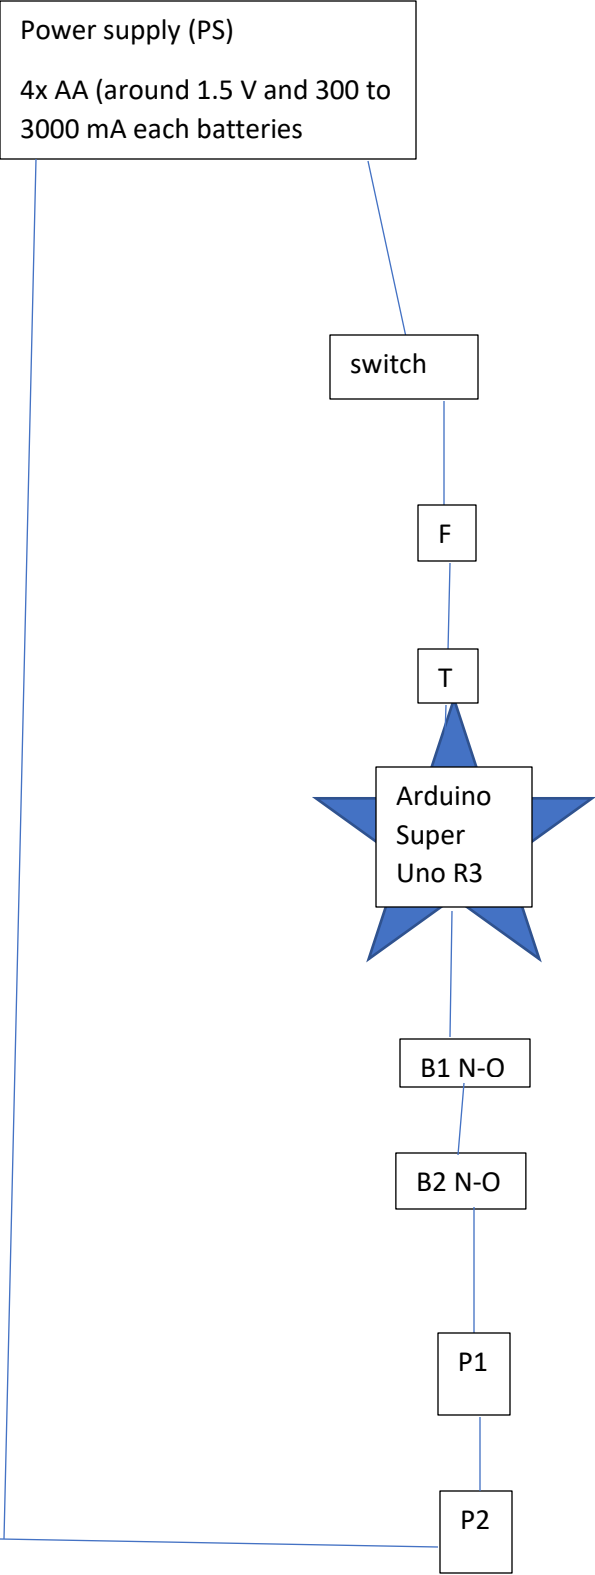 Power supply (PS)
4x AA (around 1.5 V and 300 to
3000 mA each batteries
switch
F
T
Arduino
Super
Uno R3
B1 N-O
B2 N-O
P1
P2